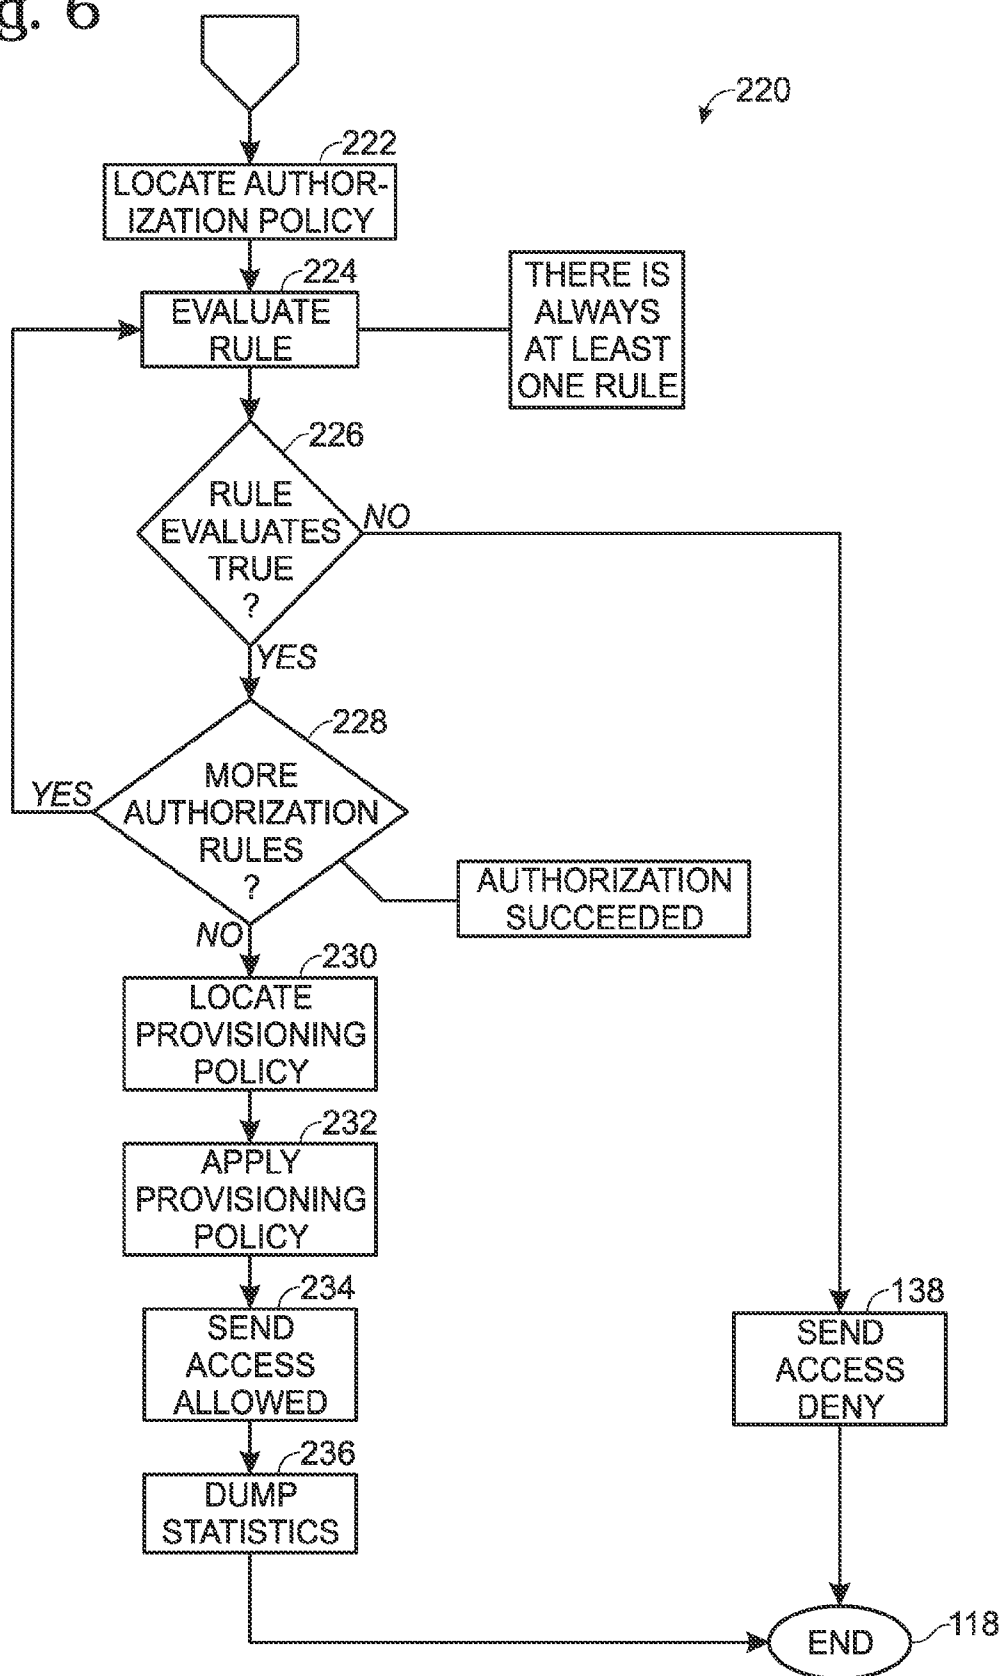 g. 6
220
222
LOCATE AUTHOR-
IZATION POLICY
224
EVALUATE
RULE
THERE IS
ALWAYS
AT LEAST
ONE RULE
226
RULE
EVALUATES
TRUE
?
NO
YES
228
MORE
AUTHORIZATION
RULES
?
YES
AUTHORIZATION
SUCCEEDED
NO
230
LOCATE
PROVISIONING
POLICY
232
APPLY
PROVISIONING
POLICY
234
SEND
ACCESS
ALLOWED
138
SEND
ACCESS
DENY
236
DUMP
STATISTICS
END
118